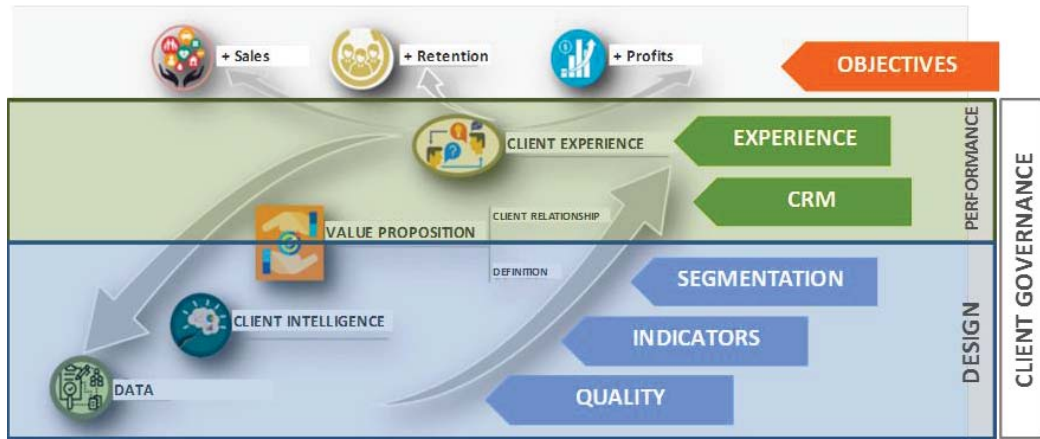 + Sales
+ Retention
+ Profits
OBJECTIVES
CLIENT EXPERIENCE
EXPERIENCE
CRM
PERFORMANCE
VALUE PROPOSITION
CLIENT RELATIONSHIP
DEFINITION
SEGMENTATION
CLIENT INTELLIGENCE
INDICATORS
DATA
QUALITY
DESIGN
CLIENT GOVERNANCE